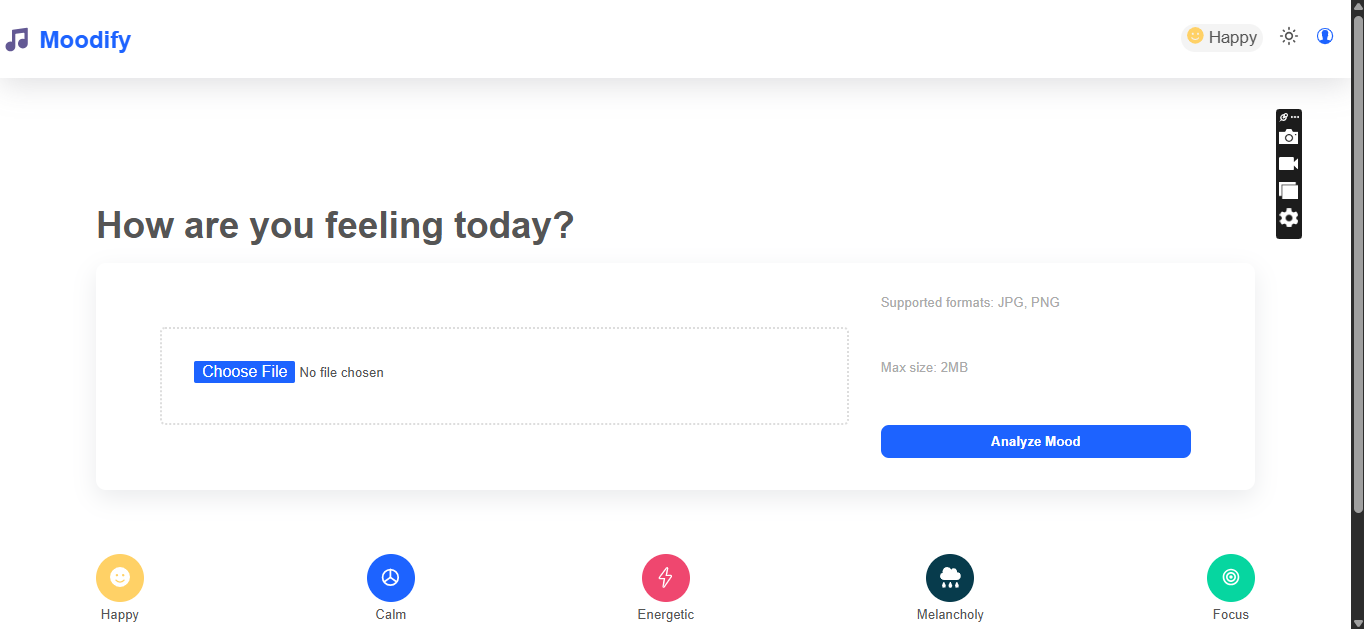 Moodify
Happy
How are you feeling today?
Supported formats: JPG, PNG
Choose File No file chosen
Max size: 2MB
Analyze Mood
Happy
Calm
Energetic
Melancholy
Focus